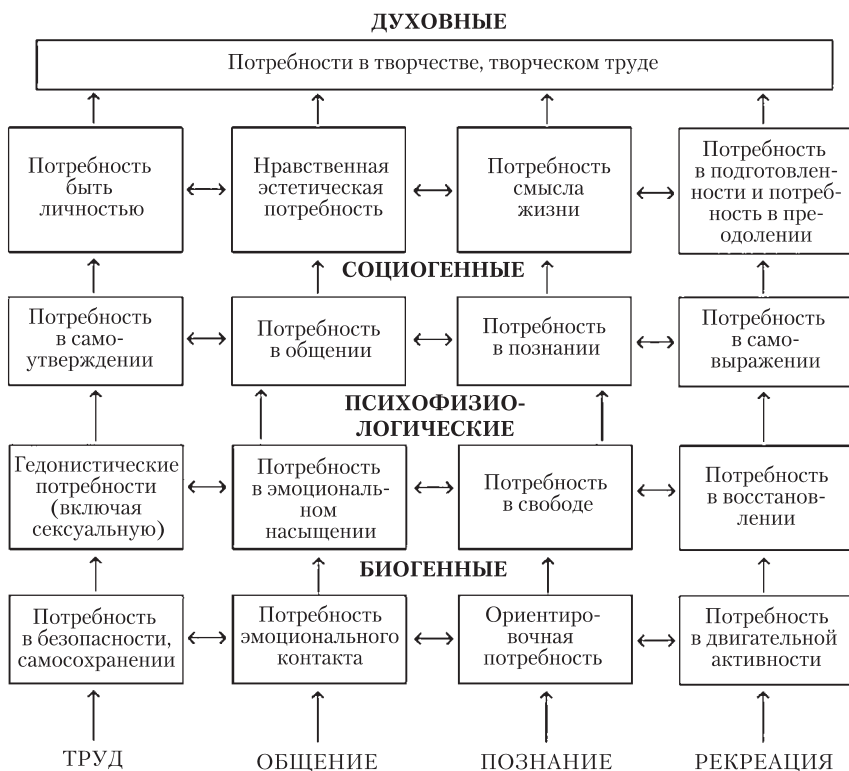 ДУХОВНЫЕ
Потребности в творчестве, творческом труде
Потребность
быть
личностью
Нравственная
эстетическая
потребность
Потребность
смысла
жизни
Потребность
в подготовлен-
ности и потреб-
ность в пре-
одолении
СОЦИОГЕННЫЕ
Потребность
в само-
утверждении
Потребность
в общении
Потребность
в познании
Потребность
в само-
выражении
ПСИХОФИЗИО-
ЛОГИЧЕСКИЕ
Гедонистические
потребности
(включая
сексуальную)
Потребность
в эмоциональ-
ном
насыщении
Потребность
в свободе
Потребность
в восстанов-
лении
БИОГЕННЫЕ
Потребность
в безопасности,
самосохранении
Потребность
эмоционального
контакта
Ориентиро-
вочная
потребность
Потребность
в двигательной
активности
ТРУД
ОБЩЕНИЕ
ПОЗНАНИЕ
РЕКРЕАЦИЯ